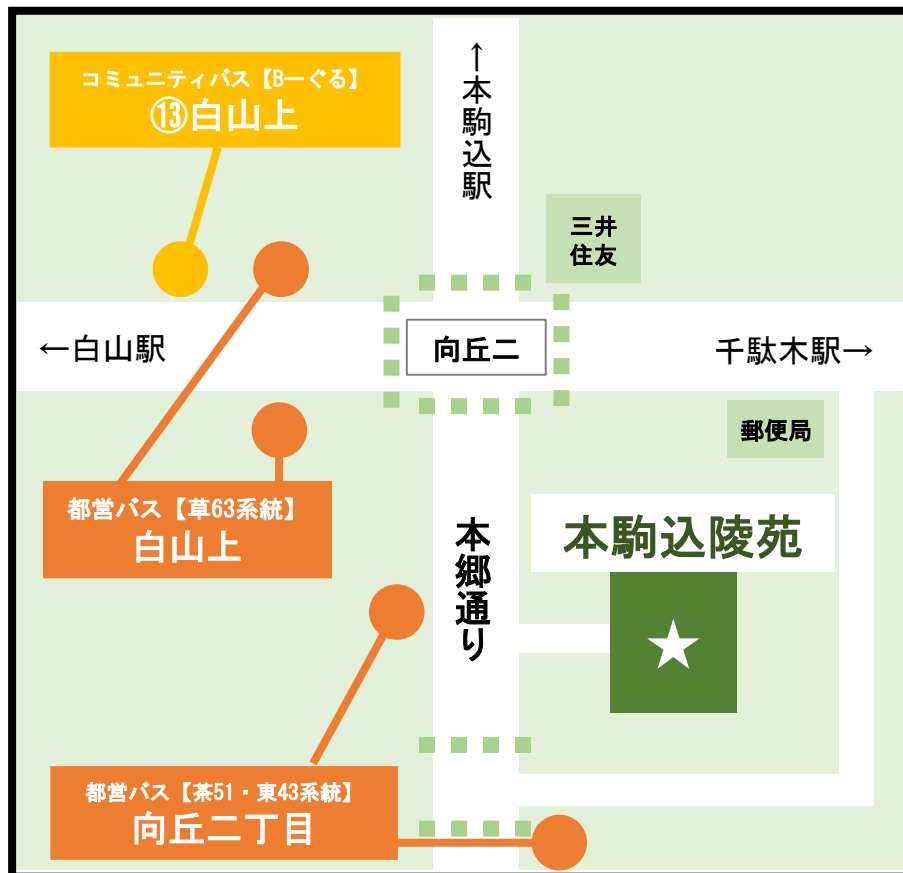 コミュニティバス【Bーぐる】
⑬白山上
↑本駒込駅
三井
住友
←白山駅
向丘二
千駄木駅→
郵便局
都営バス【草63系統】
白山上
本郷通り
本駒込陵苑
都営バス【茶51・東43系統】
向丘二丁目